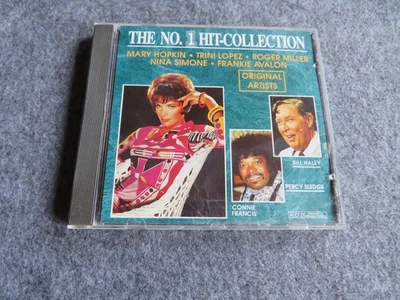 THE NO. 1 HIT-COLLECTION
MARY HOPKIN • TRINI LOPEZ • ROGER MILLER
NINA SIMONE • FRANKIE AVALON
ORIGINAL
ARTISTS
BILL HALEY
PERCY SLEDGE
CONNIE
FRANCIS